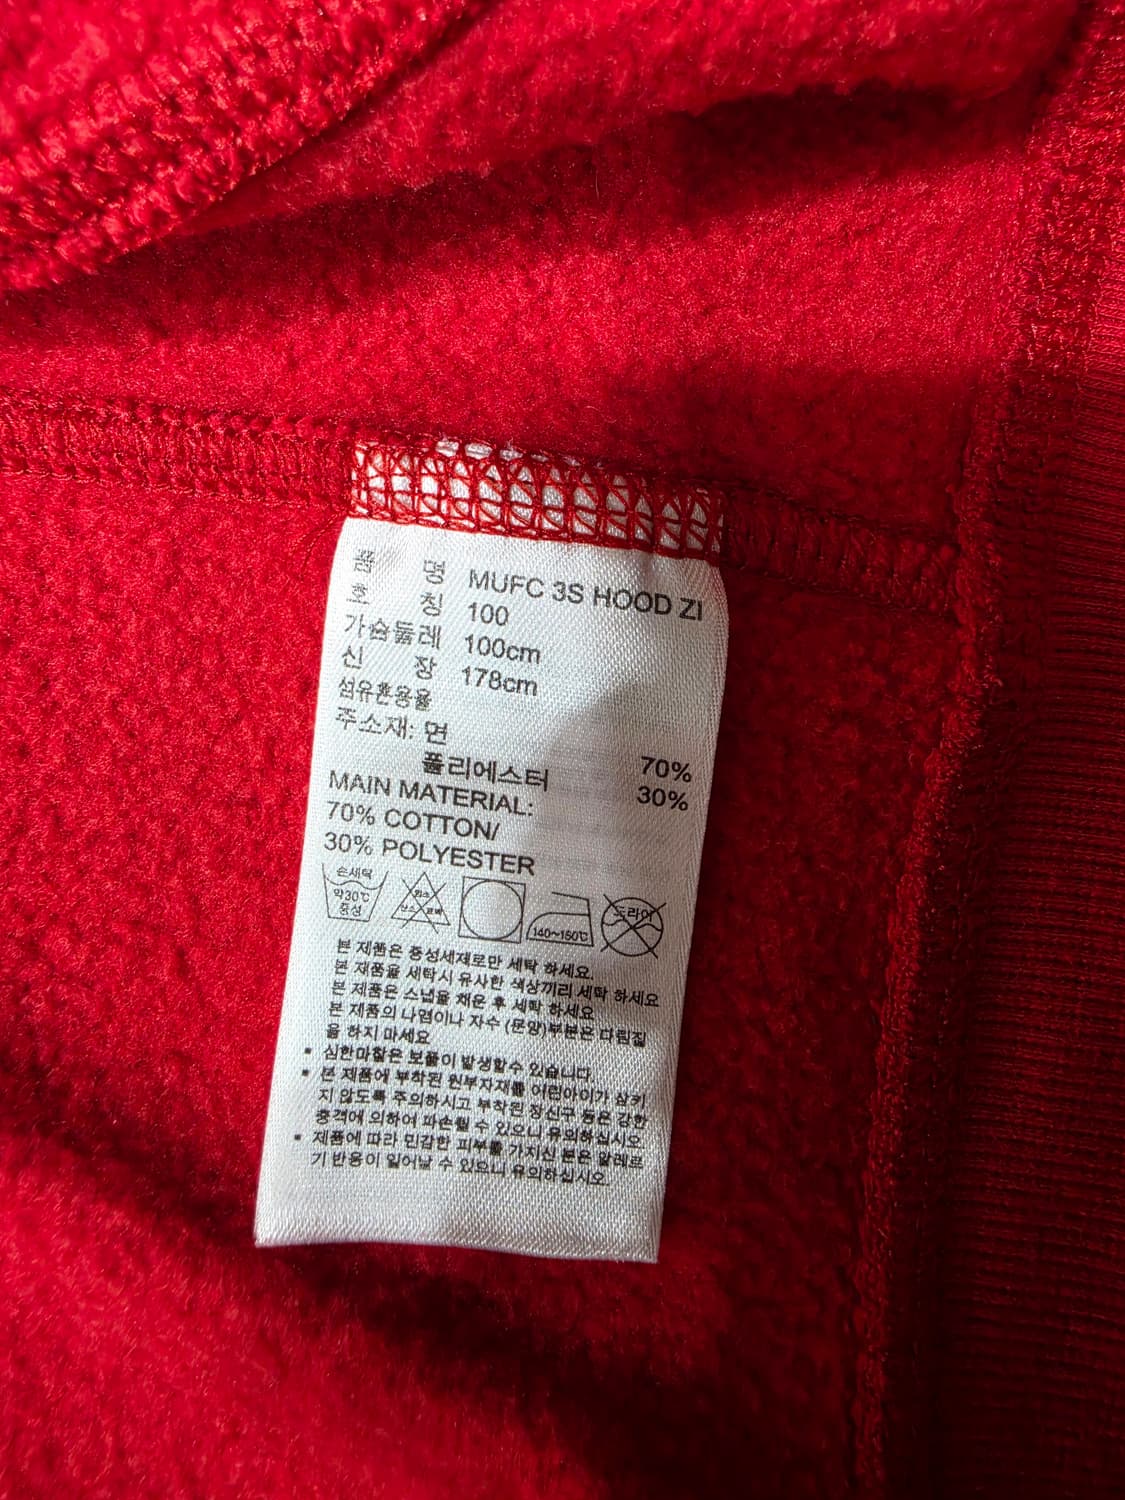 품 명 MUFC 3S HOOD ZI
호 칭 100
가슴둘레 100cm
신 장 178cm
섬유혼용율
주소재: 면 70%
폴리에스터 30%
MAIN MATERIAL:
70% COTTON/
30% POLYESTER
손세탁
약30℃
중성
염소
산소 표백
140~150℃
드라이
본 제품은 중성세제로만 세탁 하세요.
본 제품을 세탁시 유사한 색상끼리 세탁 하세요
본 제품은 스냅을 채운 후 세탁 하세요
본 제품의 나염이나 자수 (문양)부분은 다림질
을 하지 마세요
* 심한마찰은 보풀이 발생할수 있습니다.
* 본 제품에 부착된 원부자재를 어린아이가 삼키
지 않도록 주의하시고 부착된 장신구 등은 강한
충격에 의하여 파손될 수 있으니 유의하십시오
* 제품에 따라 민감한 피부를 가지신 분은 알레르
기 반응이 일어날 수 있으니 유의하십시오.